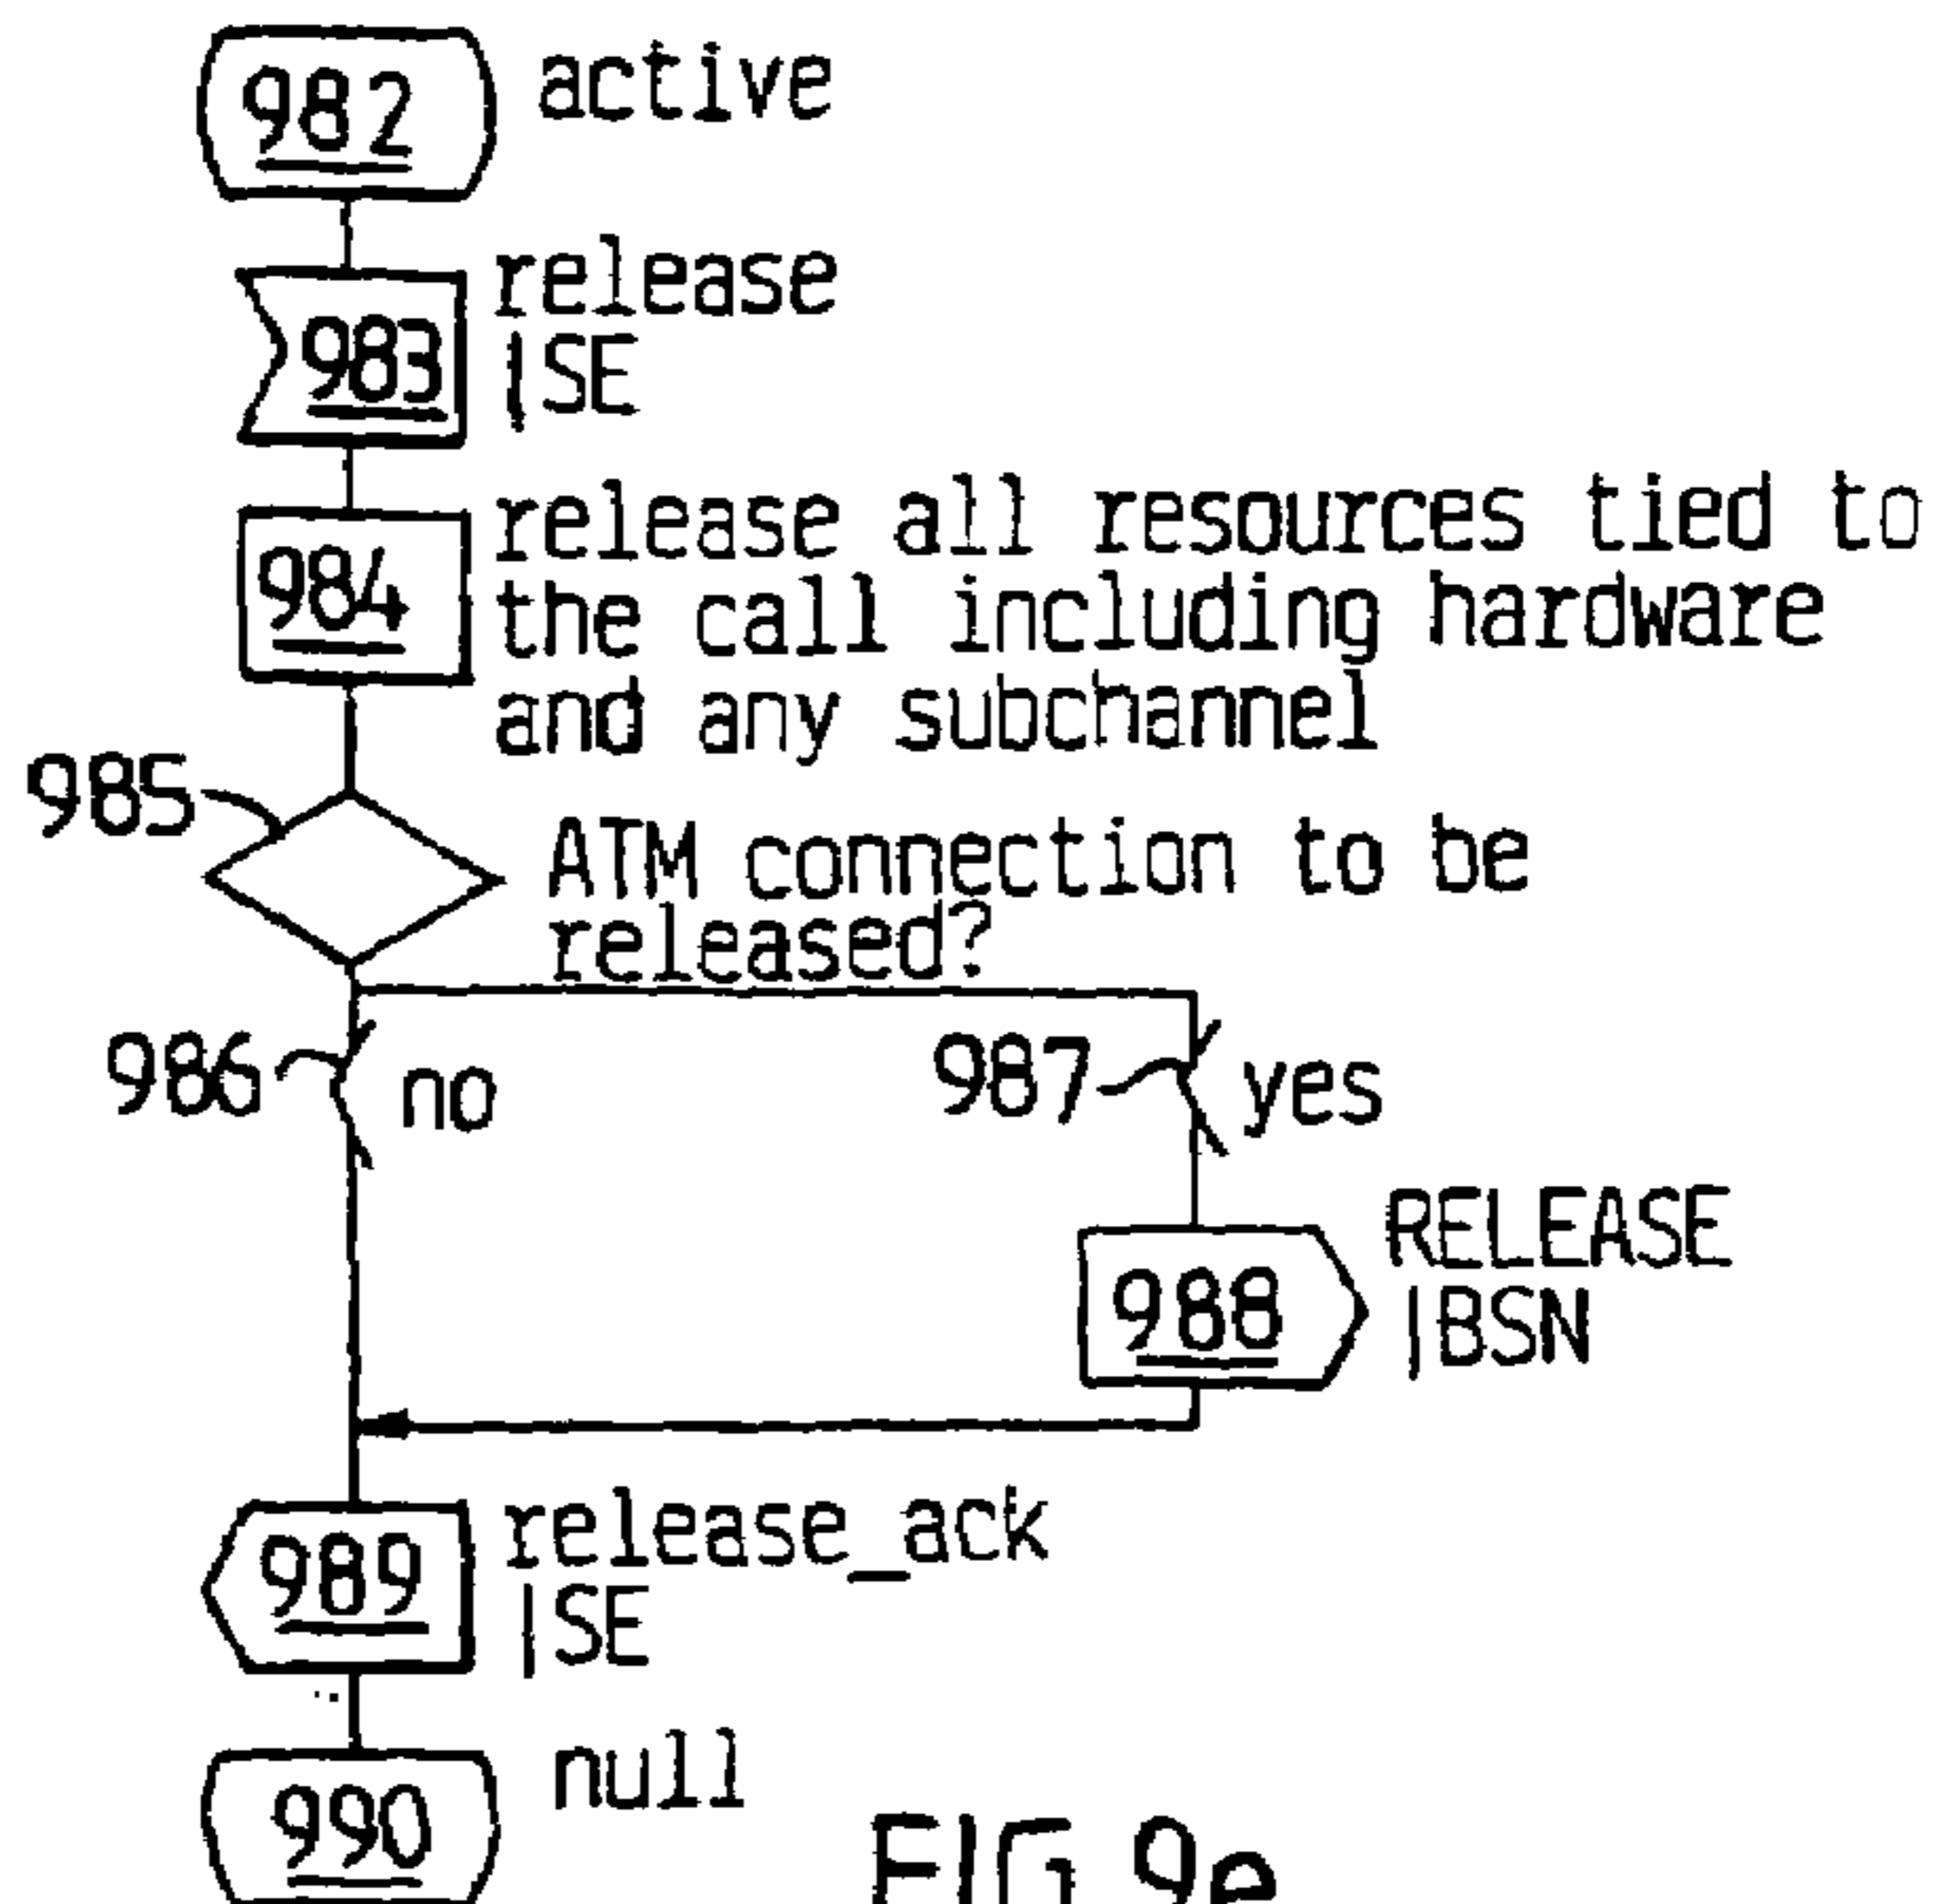 982 active
release
983 |SE
release all resources tied to
984 the call including hardware
and any subchannel
985
ATM connection to be
released?
986 no 987 yes
RELEASE
988 |BSN
release_ack
989 |SE
null
990
FIG 9e